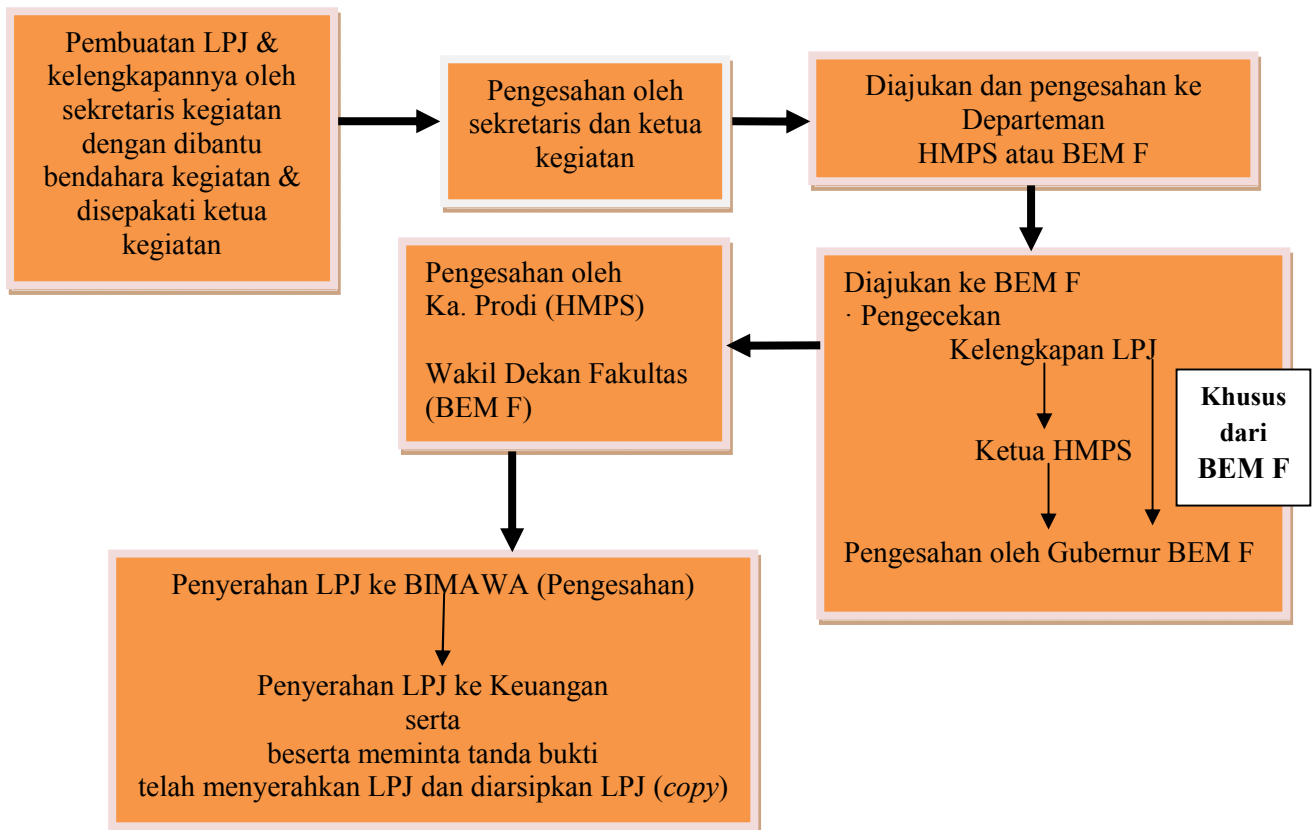 Pembuatan LPJ &
kelengkapannya oleh
sekretaris kegiatan
dengan dibantu
bendahara kegiatan &
disepakati ketua
kegiatan
Pengesahan oleh
sekretaris dan ketua
kegiatan
Diajukan dan pengesahan ke
Departeman
HMPS atau BEM F
Diajukan ke BEM F
· Pengecekan
Kelengkapan LPJ
Ketua HMPS
Pengesahan oleh Gubernur BEM F
Khusus
dari
BEM F
Pengesahan oleh
Ka. Prodi (HMPS)
Wakil Dekan Fakultas
(BEM F)
Penyerahan LPJ ke BIMAWA (Pengesahan)
Penyerahan LPJ ke Keuangan
serta
beserta meminta tanda bukti
telah menyerahkan LPJ dan diarsipkan LPJ (copy)